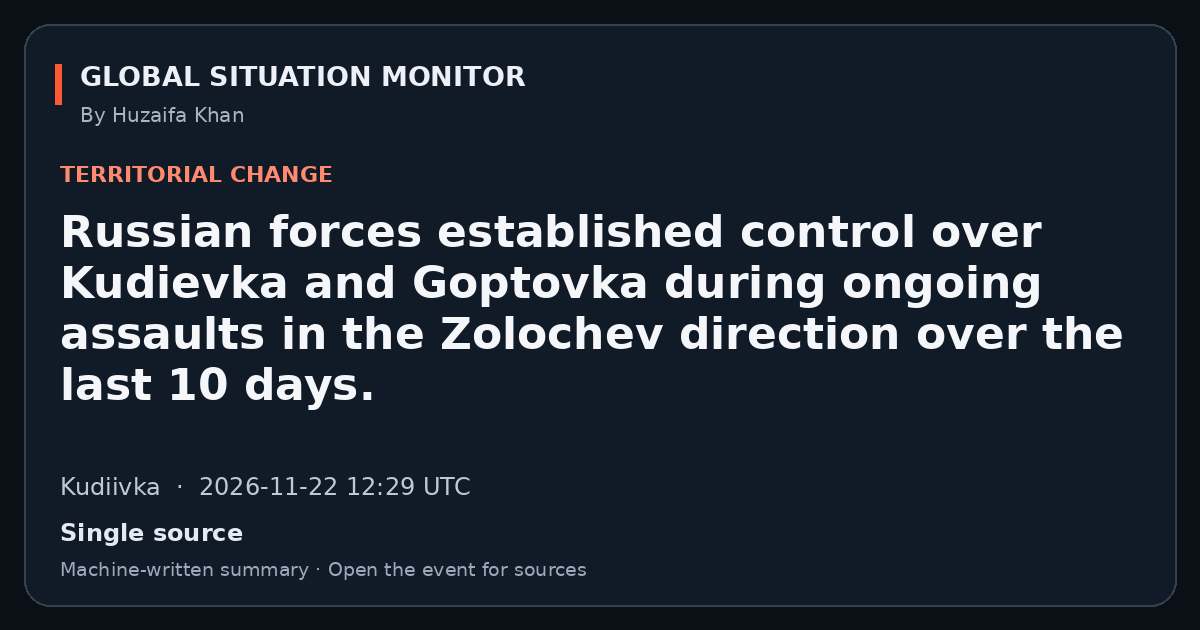 GLOBAL SITUATION MONITOR
By Huzaifa Khan
TERRITORIAL CHANGE
Russian forces established control over
Kudievka and Goptovka during ongoing
assaults in the Zolochev direction over the
last 10 days.
Kudiivka · 2026-11-22 12:29 UTC
Single source
Machine-written summary · Open the event for sources